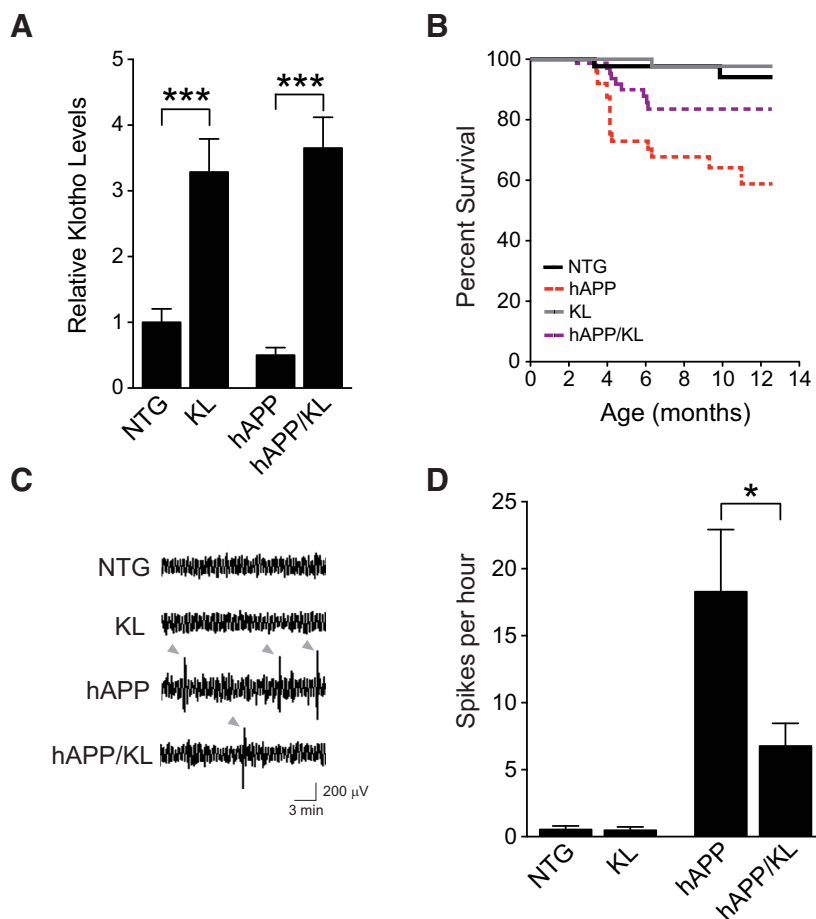 A
Relative Klotho Levels
5
4
3
2
1
0
***
***
NTG
KL
hAPP
hAPP/KL
B
Percent Survival
100
80
60
40
20
0
NTG
hAPP
KL
hAPP/KL
0 2 4 6 8 10 12 14
Age (months)
C
NTG
KL
hAPP
hAPP/KL
200 μV
3 min
D
Spikes per hour
25
20
15
10
5
0
*
NTG
KL
hAPP
hAPP/KL